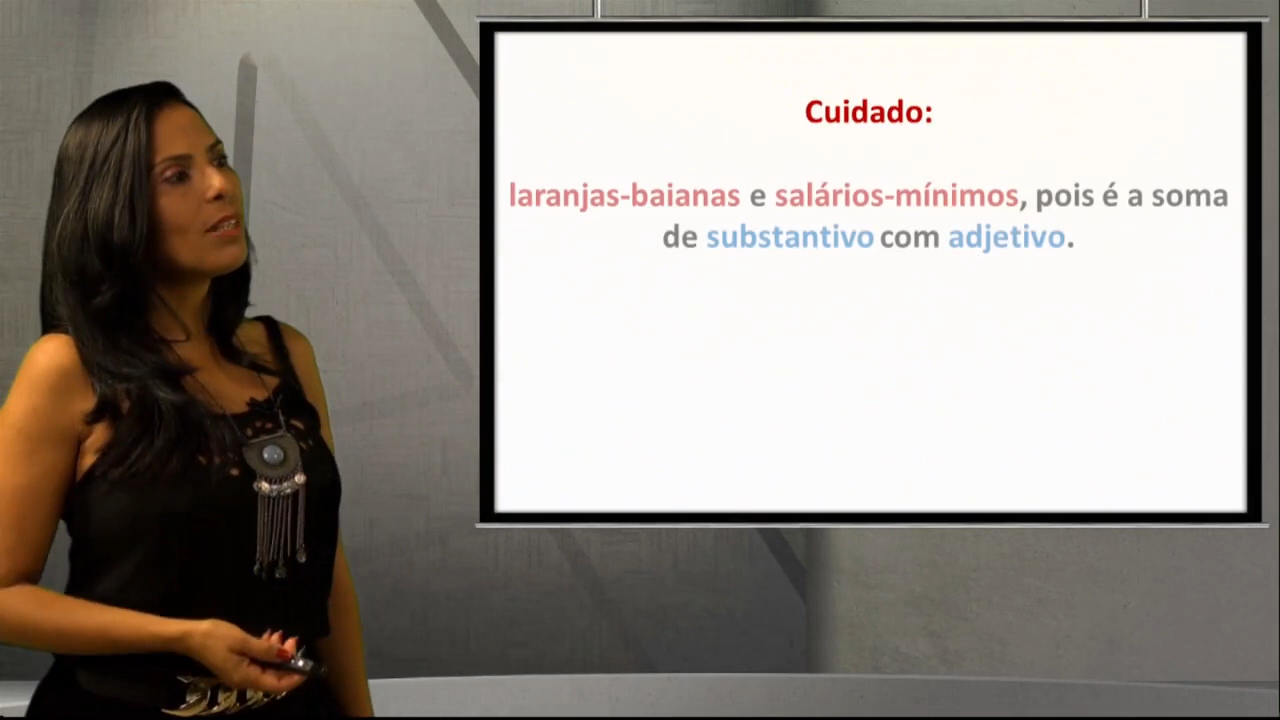 Cuidado:
laranjas-baianas e salários-mínimos, pois é a soma
de substantivo com adjetivo.